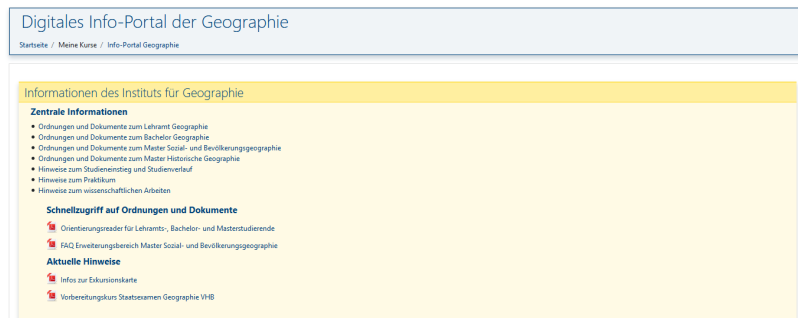 Digitales Info-Portal der Geographie
Startseite / Meine Kurse / Info-Portal Geographie
Informationen des Instituts für Geographie
Zentrale Informationen
Ordnungen und Dokumente zum Lehramt Geographie
Ordnungen und Dokumente zum Bachelor Geographie
Ordnungen und Dokumente zum Master Sozial- und Bevölkerungsgeographie
Ordnungen und Dokumente zum Master Historische Geographie
Hinweise zum Studieneinstieg und Studienverlauf
Hinweise zum Praktikum
Hinweise zum wissenschaftlichen Arbeiten
Schnellzugriff auf Ordnungen und Dokumente
Orientierungsreader für Lehramts-, Bachelor- und Masterstudierende
FAQ Erweiterungsbereich Master Sozial- und Bevölkerungsgeographie
Aktuelle Hinweise
Infos zur Exkursionskarte
Vorbereitungskurs Staatsexamen Geographie VHB